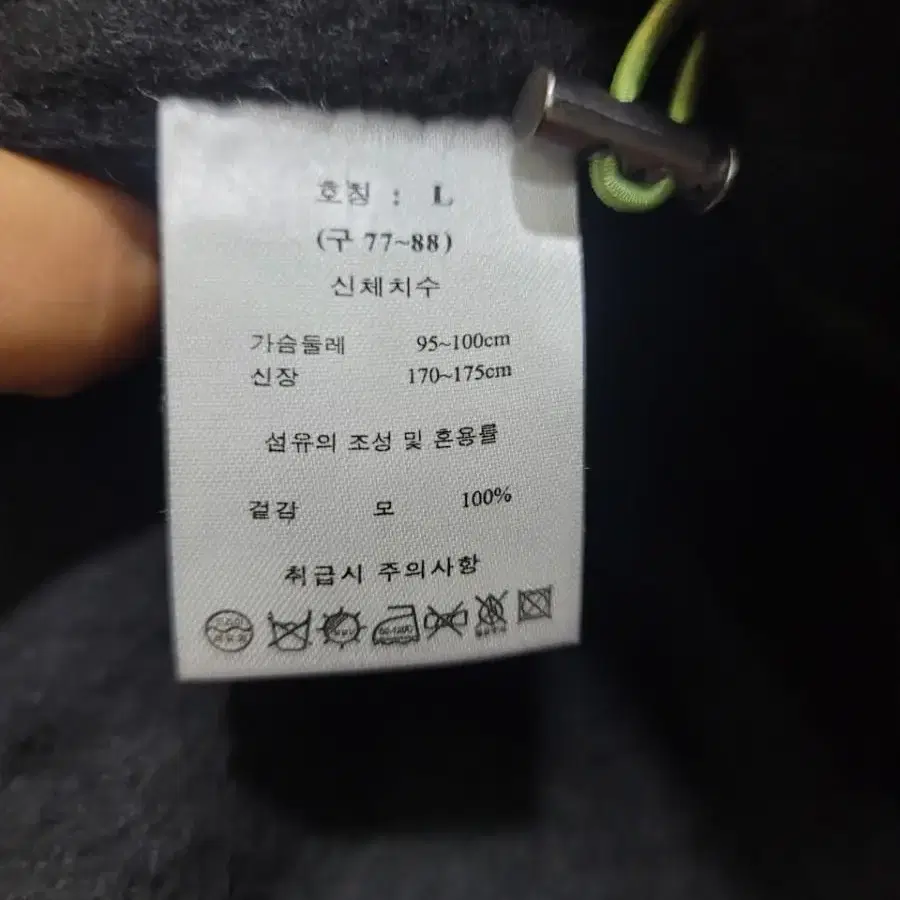 호칭 : L
(구 77~88)
신체치수
가슴둘레 95~100cm
신장 170~175cm
섬유의 조성 및 혼용률
겉감 모 100%
취급시 주의사항